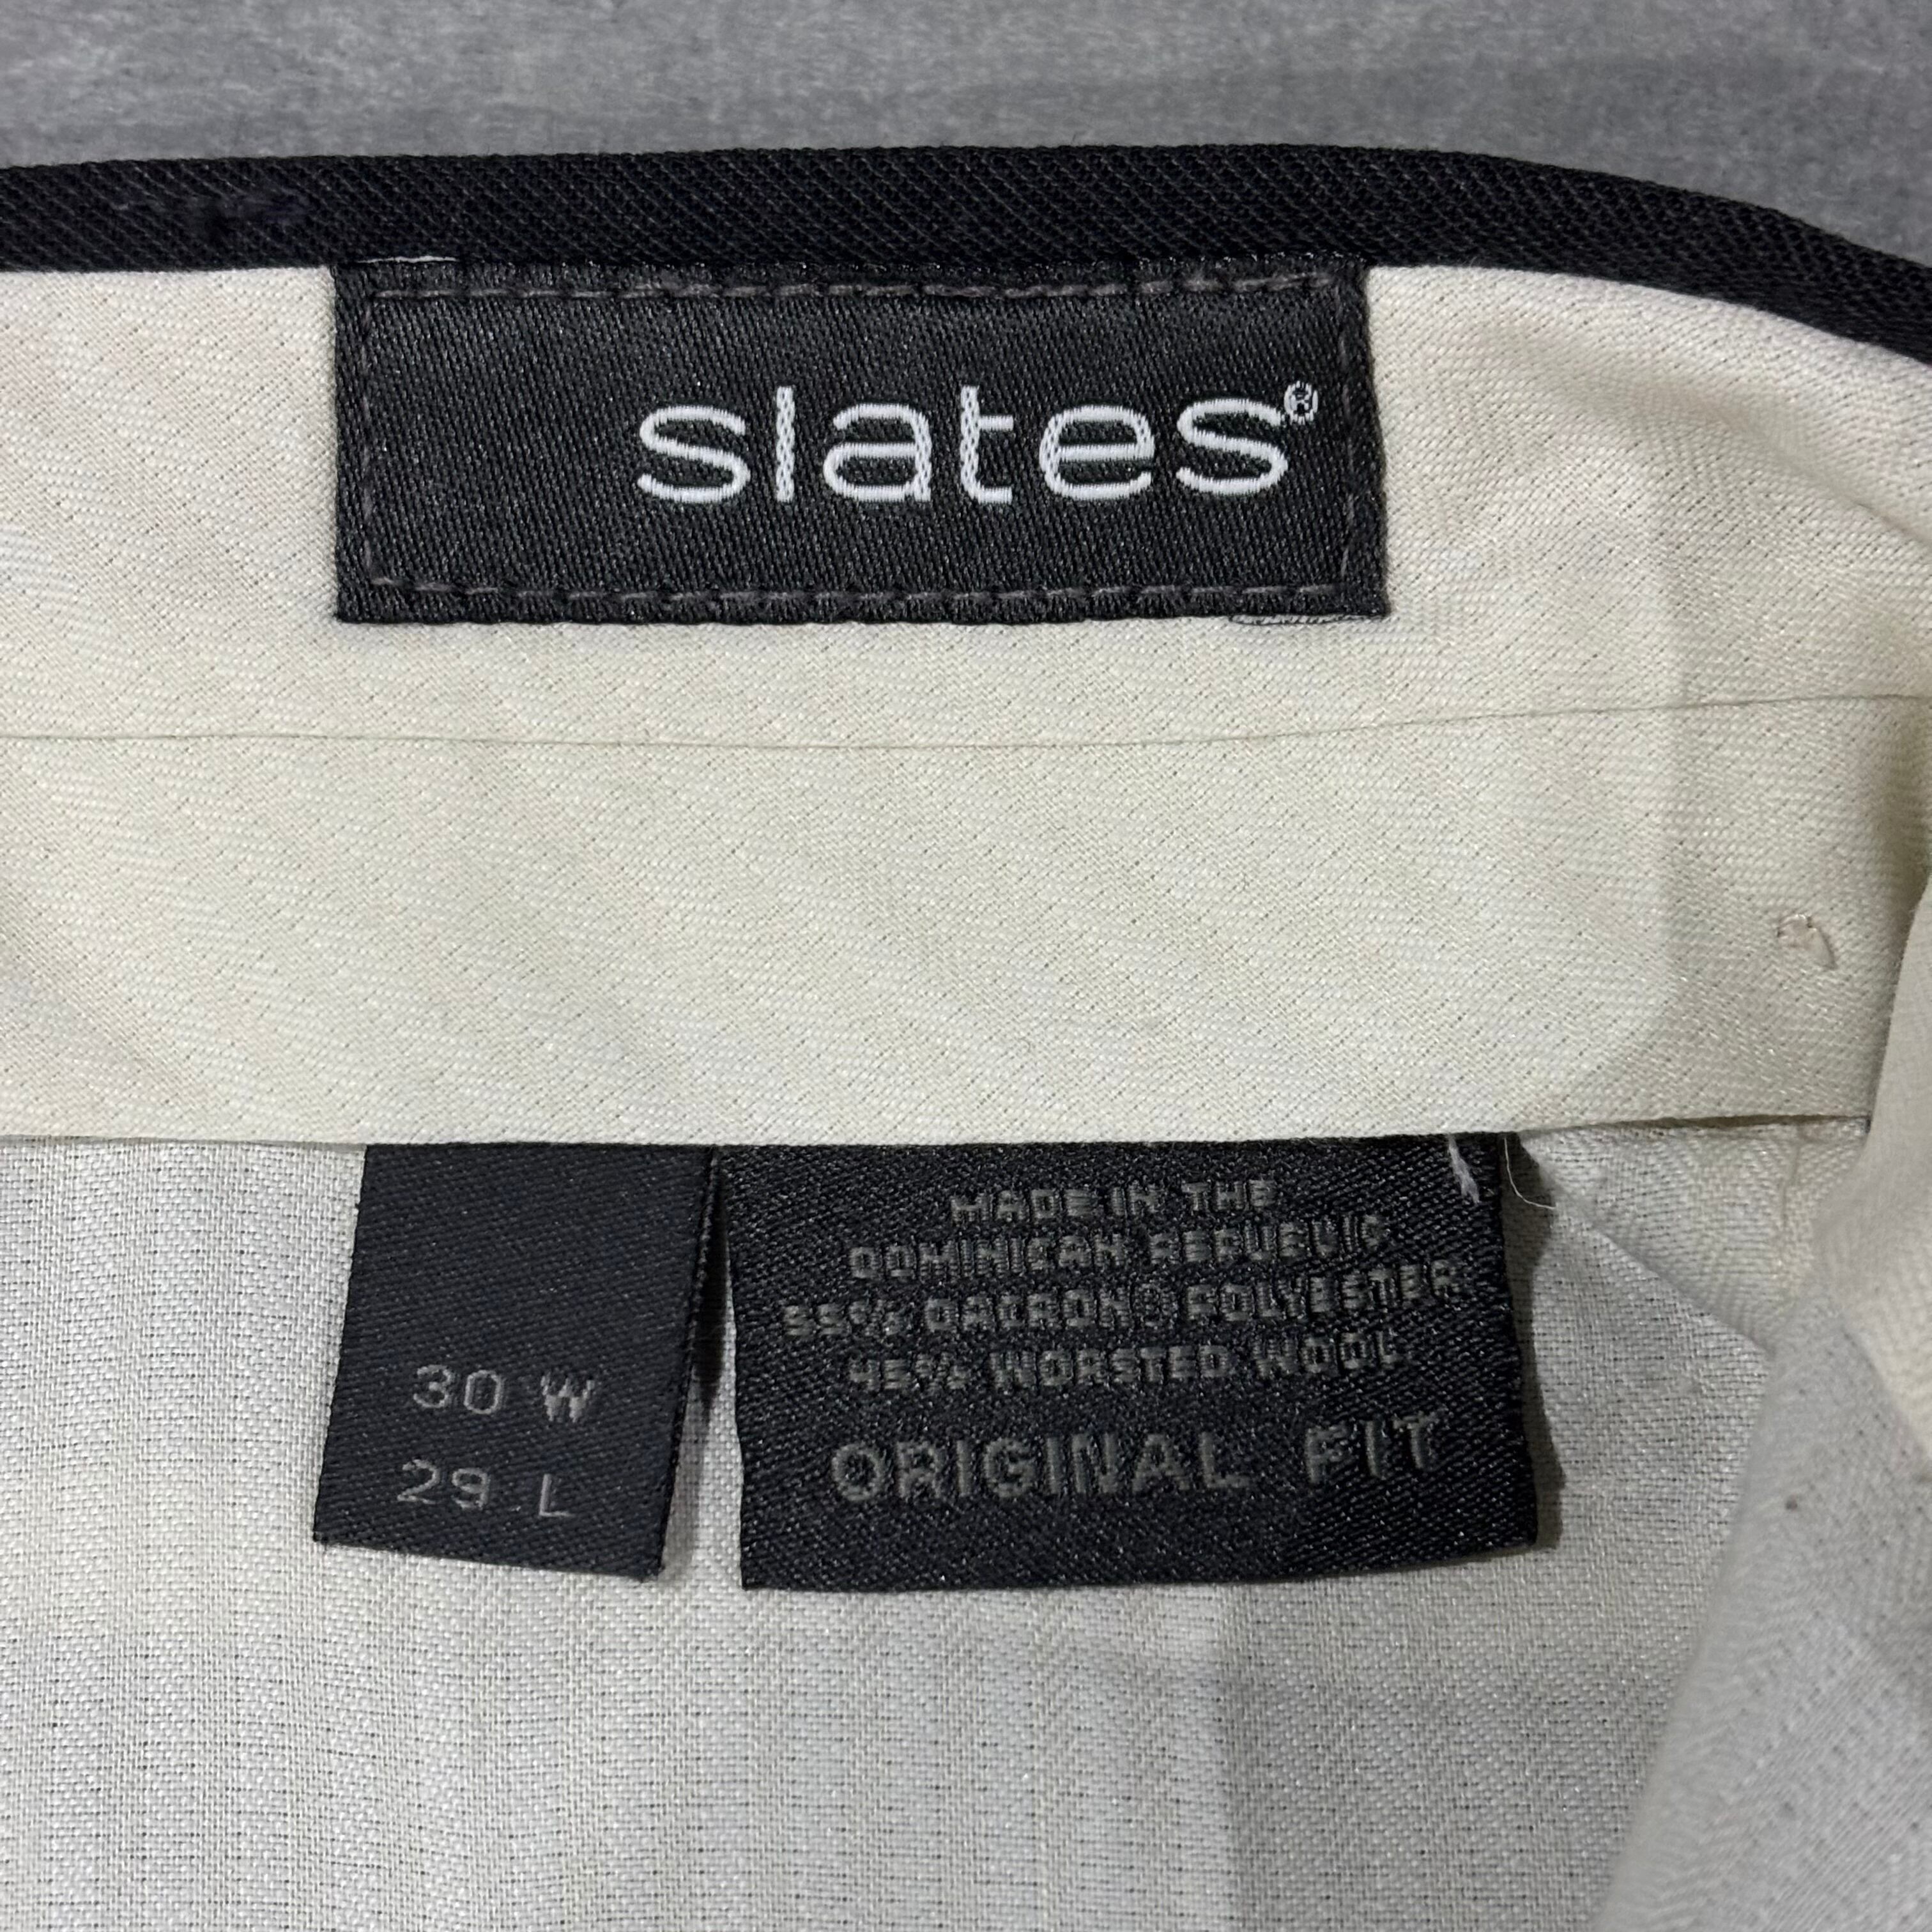 slates®
30 W
29 L
MADE IN THE
DOMINICAN REPUBLIC
55% DACRON® POLYESTER
45% WORSTED WOOL
ORIGINAL FIT